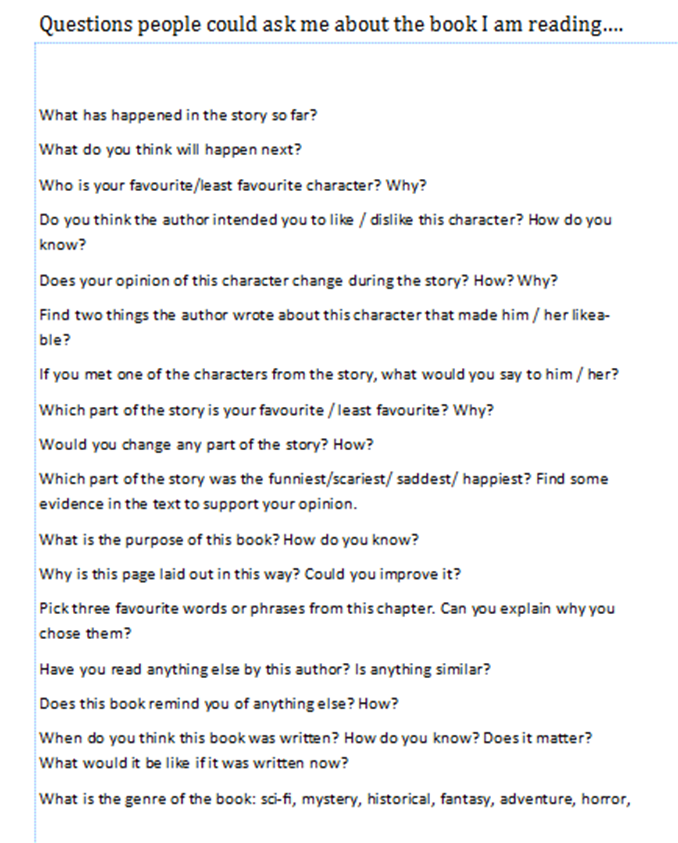 Questions people could ask me about the book I am reading....
What has happened in the story so far?
What do you think will happen next?
Who is your favourite/least favourite character? Why?
Do you think the author intended you to like / dislike this character? How do you
know?
Does your opinion of this character change during the story? How? Why?
Find two things the author wrote about this character that made him / her likea-
ble?
If you met one of the characters from the story, what would you say to him / her?
Which part of the story is your favourite / least favourite? Why?
Would you change any part of the story? How?
Which part of the story was the funniest/scariest/ saddest/ happiest? Find some
evidence in the text to support your opinion.
What is the purpose of this book? How do you know?
Why is this page laid out in this way? Could you improve it?
Pick three favourite words or phrases from this chapter. Can you explain why you
chose them?
Have you read anything else by this author? Is anything similar?
Does this book remind you of anything else? How?
When do you think this book was written? How do you know? Does it matter?
What would it be like if it was written now?
What is the genre of the book: sci-fi, mystery, historical, fantasy, adventure, horror,